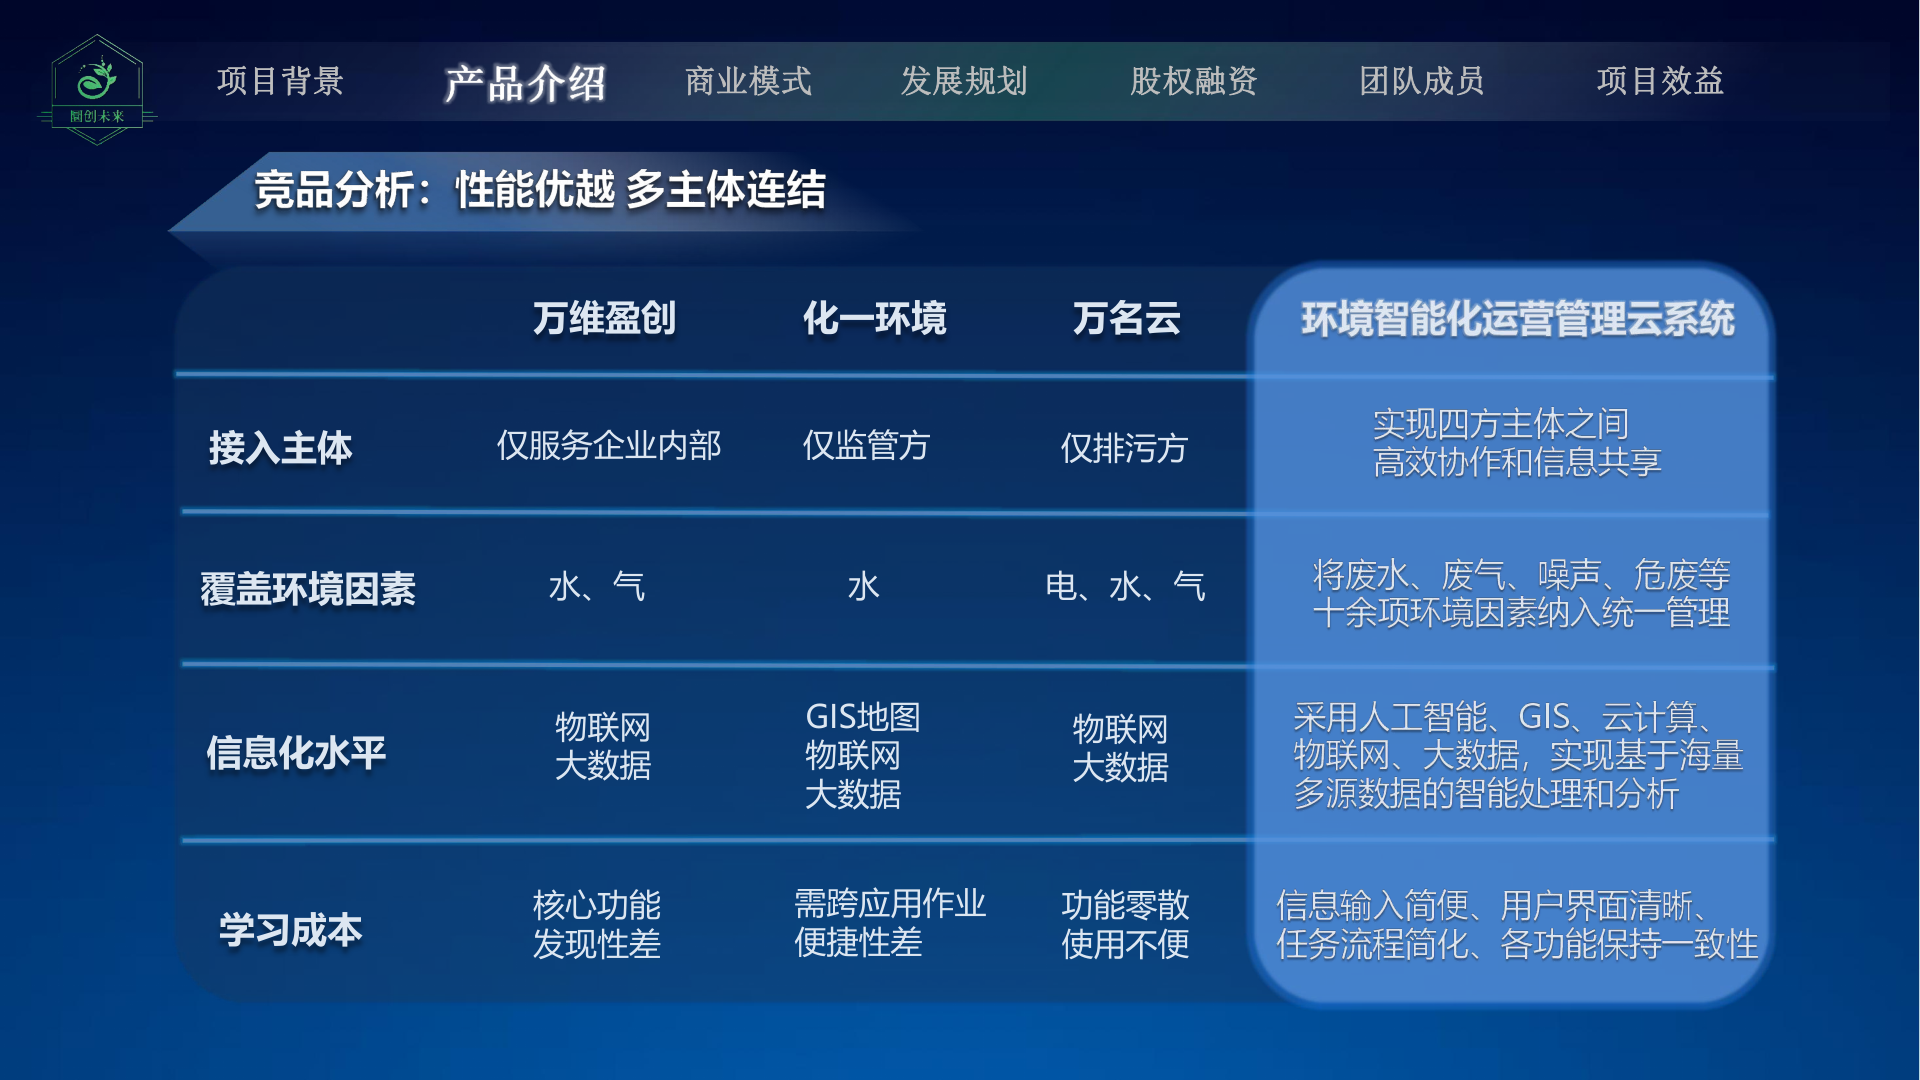 项目背景 产品介绍 商业模式 发展规划 股权融资 团队成员 项目效益
圆创未来
竞品分析：性能优越 多主体连结
万维盈创 化一环境 万名云 环境智能化运营管理云系统
接入主体 仅服务企业内部 仅监管方 仅排污方
实现四方主体之间
高效协作和信息共享
覆盖环境因素 水、气 水 电、水、气
将废水、废气、噪声、危废等
十余项环境因素纳入统一管理
信息化水平
物联网
大数据
GIS地图
物联网
大数据
物联网
大数据
采用人工智能、GIS、云计算、
物联网、大数据，实现基于海量
多源数据的智能处理和分析
学习成本
核心功能
发现性差
需跨应用作业
便捷性差
功能零散
使用不便
信息输入简便、用户界面清晰、
任务流程简化、各功能保持一致性